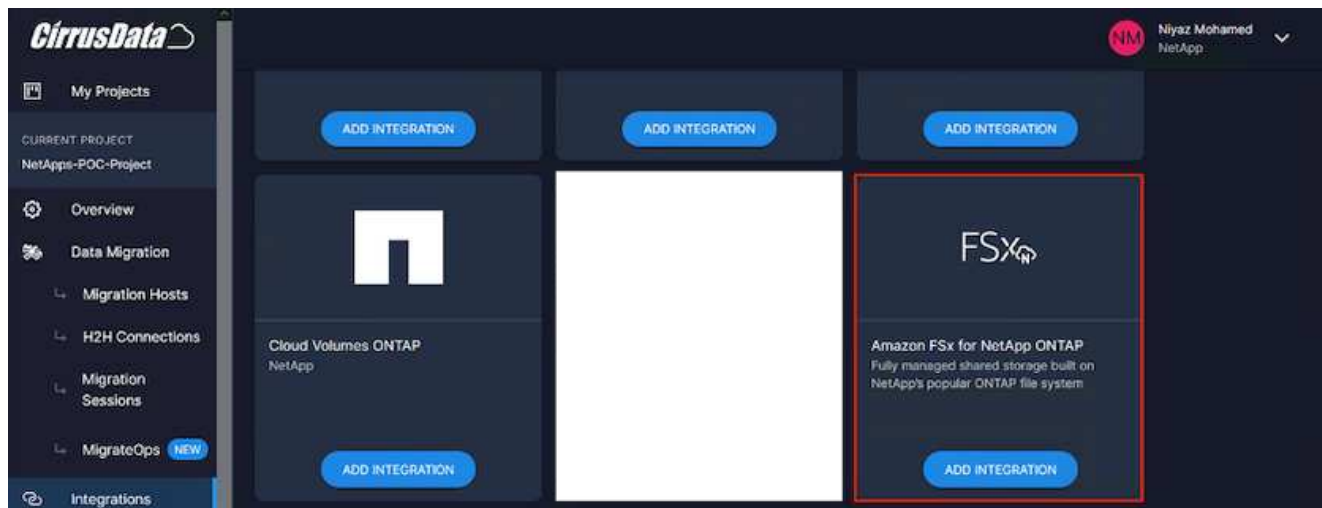 CirrusData
NM
Niyaz Mohamed
NetApp
My Projects
CURRENT PROJECT
NetApps-POC-Project
Overview
Data Migration
Migration Hosts
H2H Connections
Migration
Sessions
MigrateOps NEW
Integrations
ADD INTEGRATION
ADD INTEGRATION
ADD INTEGRATION
Cloud Volumes ONTAP
NetApp
ADD INTEGRATION
FSxN
Amazon FSx for NetApp ONTAP
Fully managed shared storage built on
NetApp's popular ONTAP file system
ADD INTEGRATION